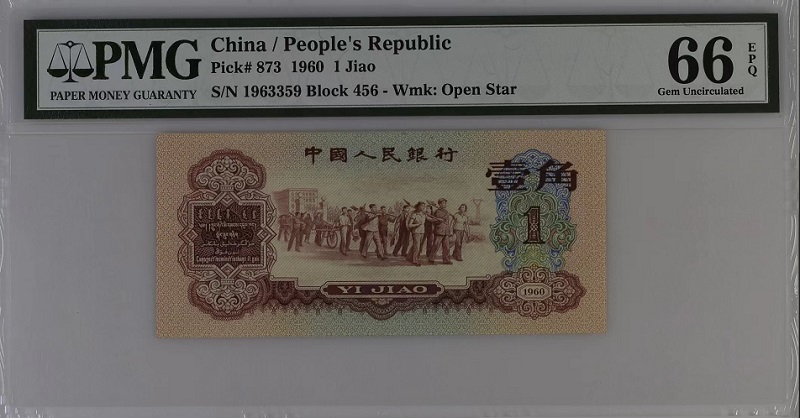 PMG
PAPER MONEY GUARANTY
China / People's Republic
Pick# 873 1960 1 Jiao
S/N 1963359 Block 456 - Wmk: Open Star
66 EPQ
Gem Uncirculated
中國人民銀行
壹角
1
YI JIAO
1960